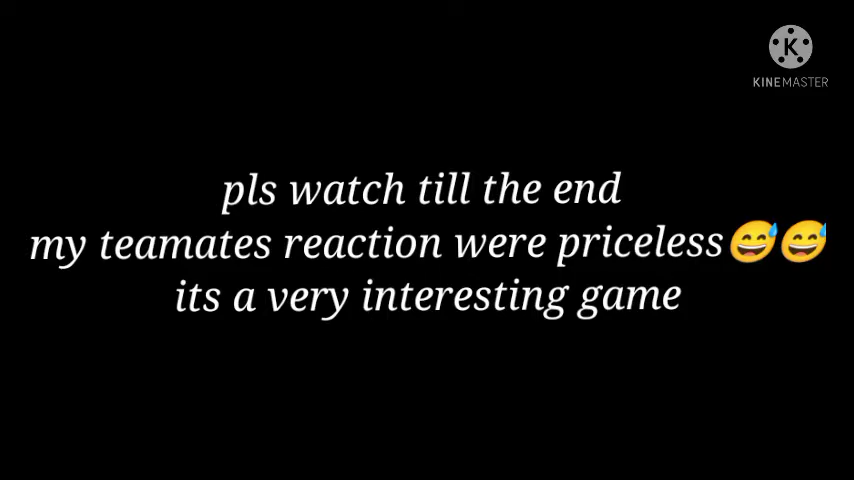 K
KINEMASTER
pls watch till the end
my teamates reaction were priceless😅😅
its a very interesting game